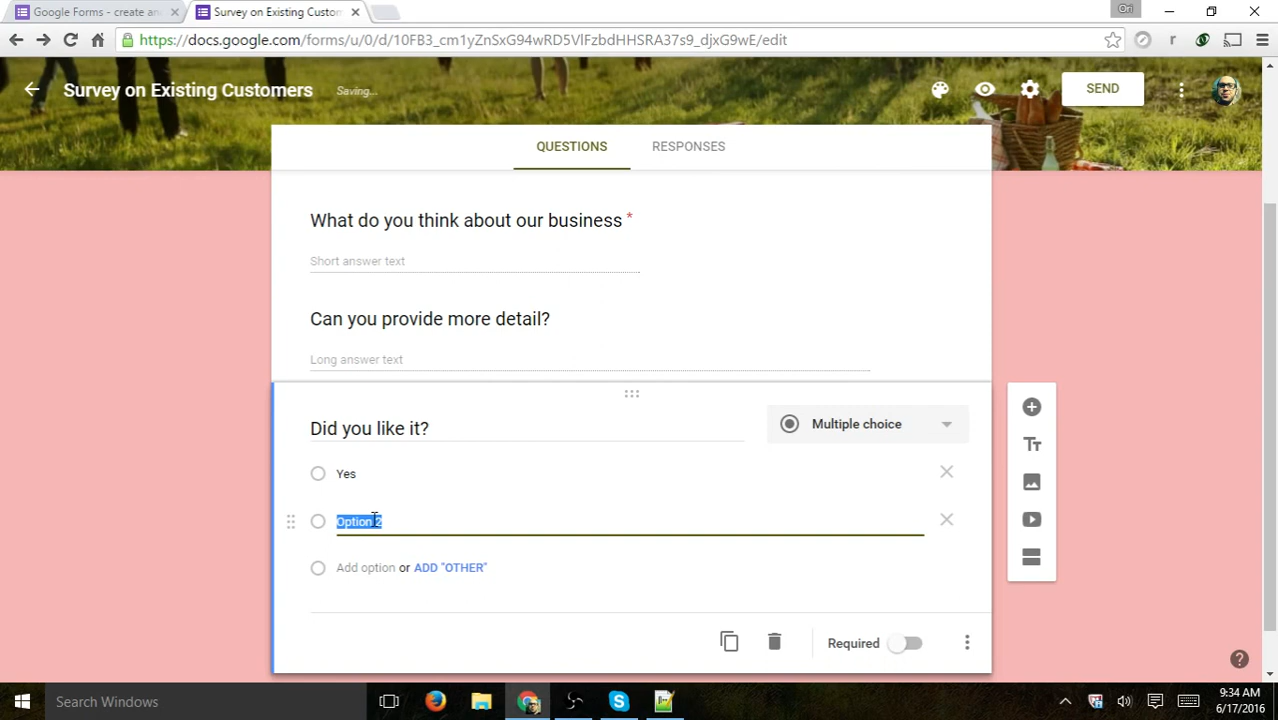 Google Forms - create an
Survey on Existing Custom
Ori
https://docs.google.com/forms/u/0/d/10FB3_cm1yZnSxG94wRD5VlFzbdHHSRA37s9_djxG9wE/edit
r
Survey on Existing Customers
Saving...
SEND
QUESTIONS
RESPONSES
What do you think about our business *
Short answer text
Can you provide more detail?
Long answer text
Did you like it?
Multiple choice
Yes
Option 2
Add option or ADD "OTHER"
Required
Search Windows
9:34 AM
6/17/2016